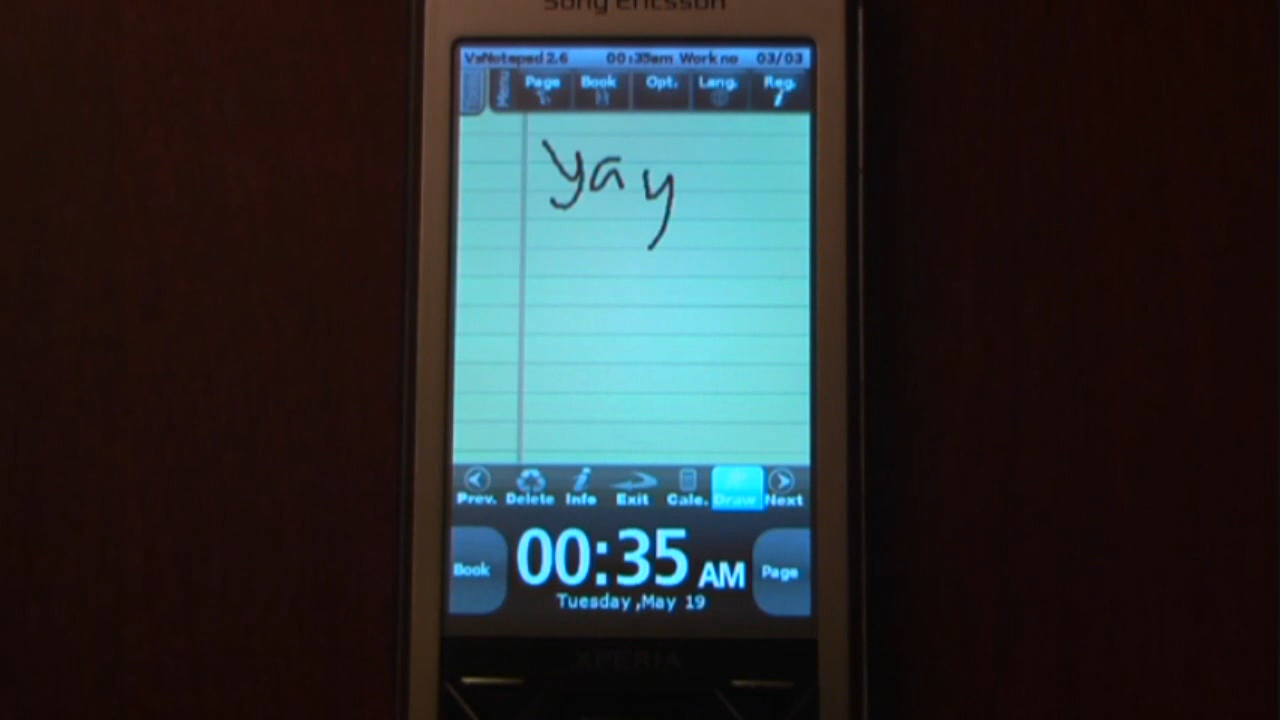 Sony Ericsson
VsNotepad 2.6 00:35am Work no 03/03
Menu Page Book Opt. Lang. Reg.
yay
Prev. Delete Info Exit Calc. Draw Next
Book 00:35 AM Page
Tuesday ,May 19
XPERIA